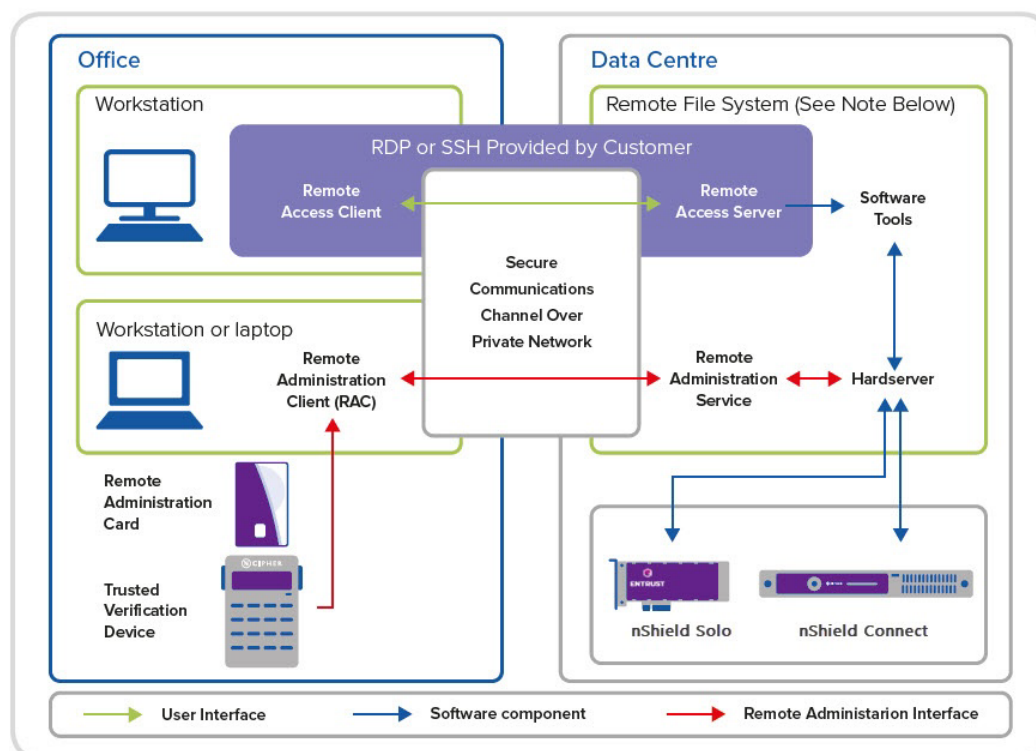 Office
Data Centre
Workstation
Remote File System (See Note Below)
RDP or SSH Provided by Customer
Remote
Access Client
Remote
Access Server
Software
Tools
Secure
Communications
Channel Over
Private Network
Workstation or laptop
Remote
Administration
Client (RAC)
Remote
Administration
Service
Hardserver
Remote
Administration
Card
NCIPHER
Trusted
Verification
Device
ENTRUST
nShield Solo
nShield Connect
User Interface
Software component
Remote Administarion Interface